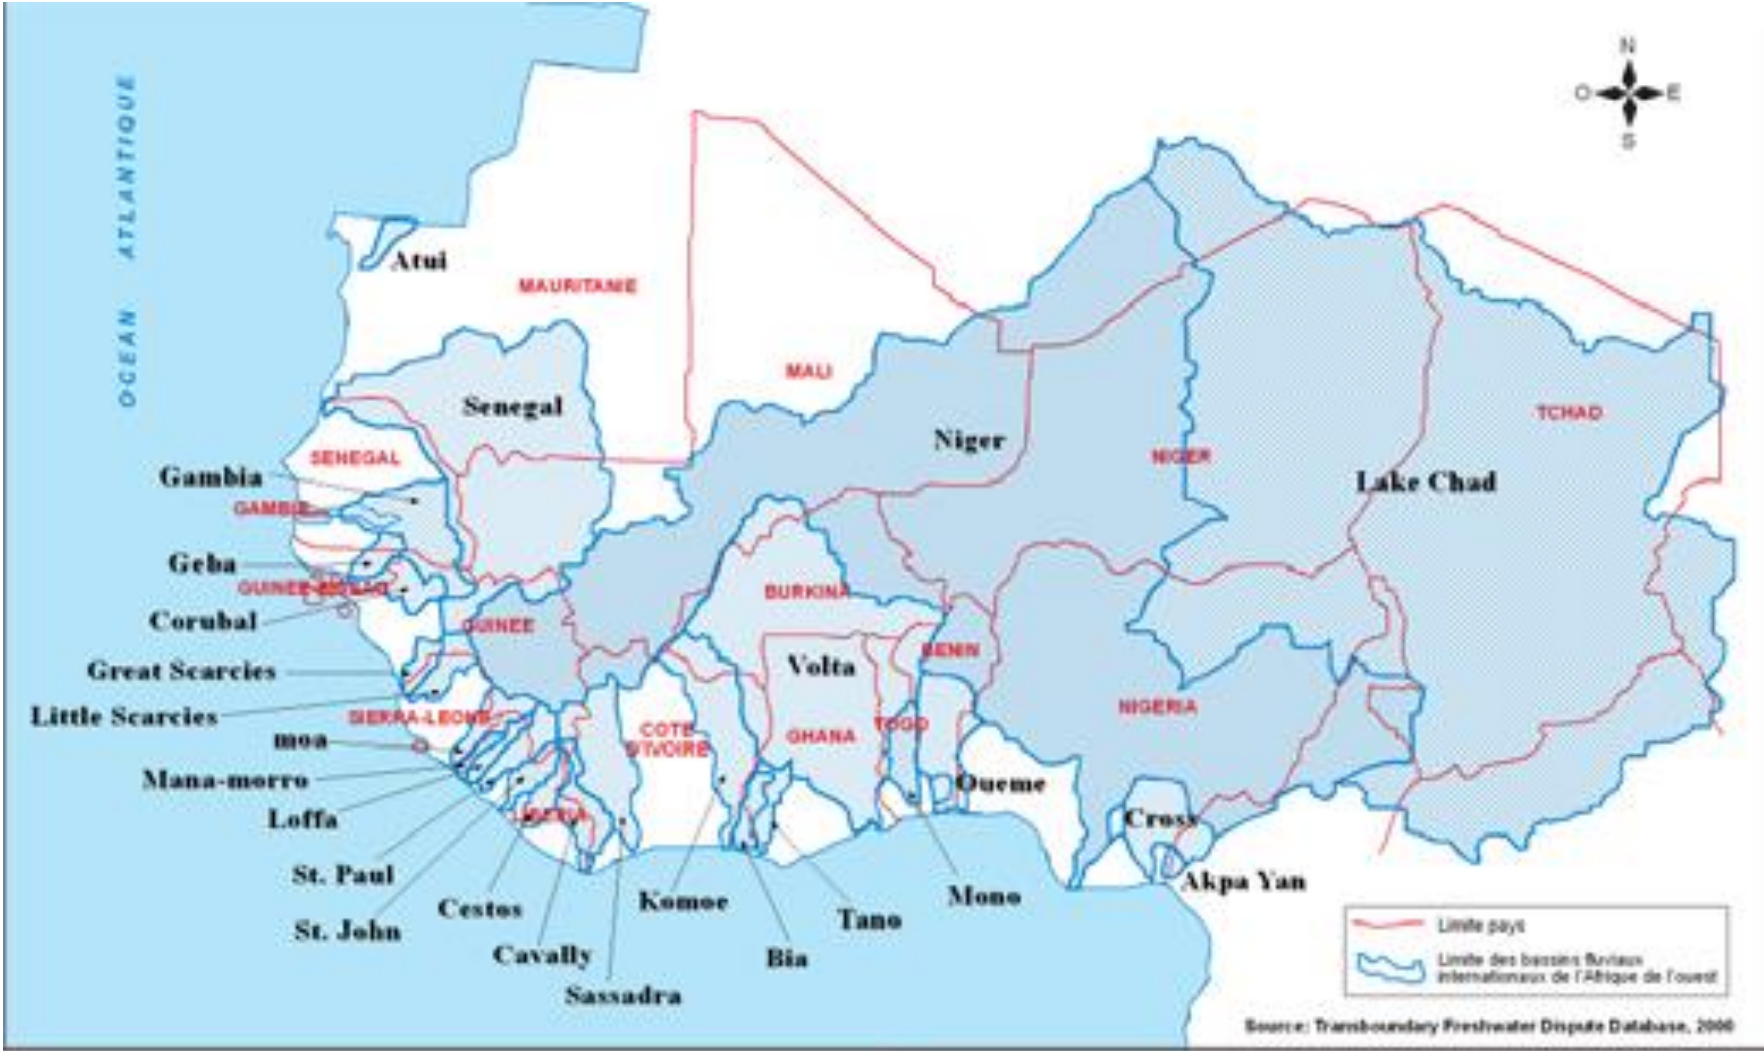 N
O
E
S
OCEAN ATLANTIQUE
Atui
MAURITANIE
MALI
Senegal
TCHAD
Niger
SENEGAL
NIGER
Gambia
Lake Chad
GAMBIE
Geba
GUINEE-BISSAU
BURKINA
Corubal
GUINEE
BENIN
Volta
Great Scarcies
NIGERIA
Little Scarcies
SIERRA-LEONE
COTE
D'IVOIRE
GHANA
TOGO
moa
Mana-morro
Oueme
Loffa
LIBERIA
Cross
St. Paul
Akpa Yan
Cestos
Komoe
Mono
Tano
St. John
Cavally
Bia
Sassadra
Limite pays
Limite des bassins fluviaux
internationaux de l'Afrique de l'ouest
Source: Transboundary Freshwater Dispute Database, 2000